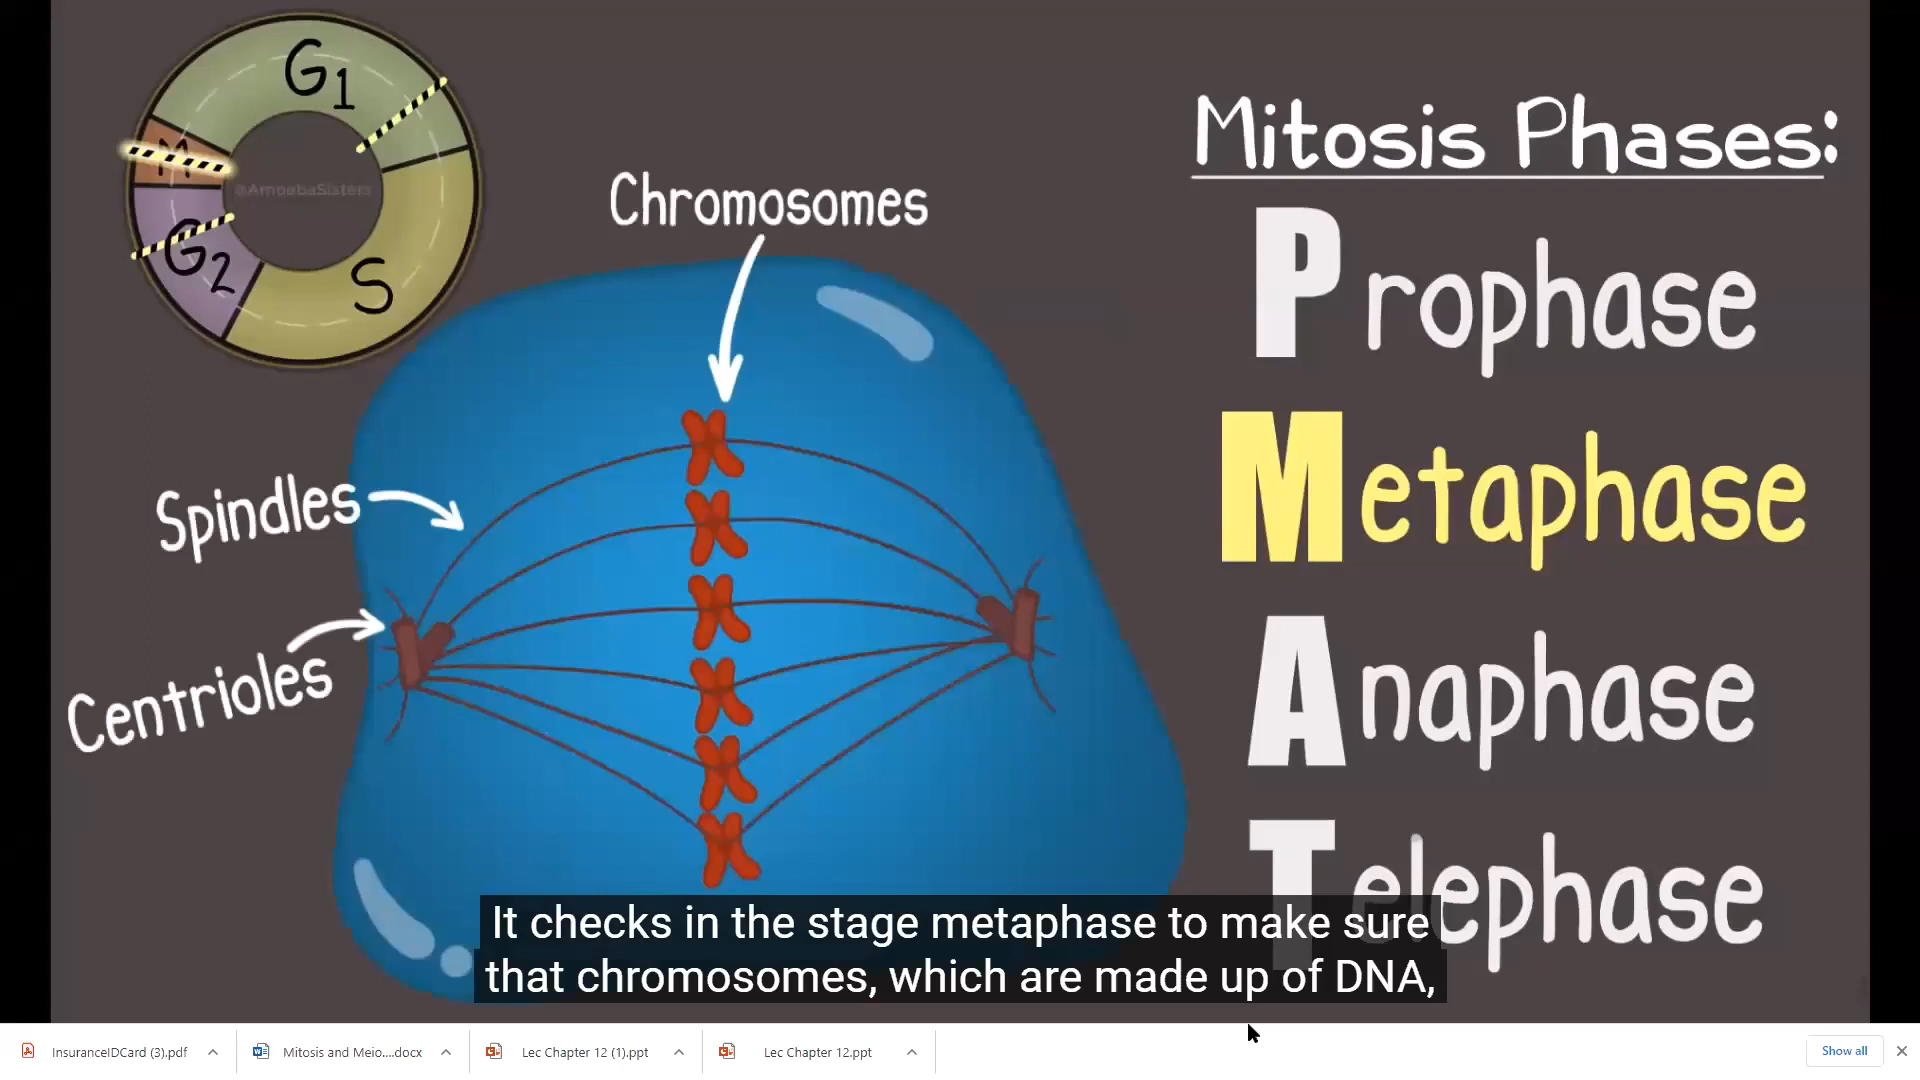 G1
M
@AmoebaSisters
G2
S
Chromosomes
Spindles
Centrioles
Mitosis Phases:
Prophase
Metaphase
Anaphase
Telephase
It checks in the stage metaphase to make sure
that chromosomes, which are made up of DNA,
InsuranceIDCard (3).pdf
Mitosis and Meio....docx
Lec Chapter 12 (1).ppt
Lec Chapter 12.ppt
Show all